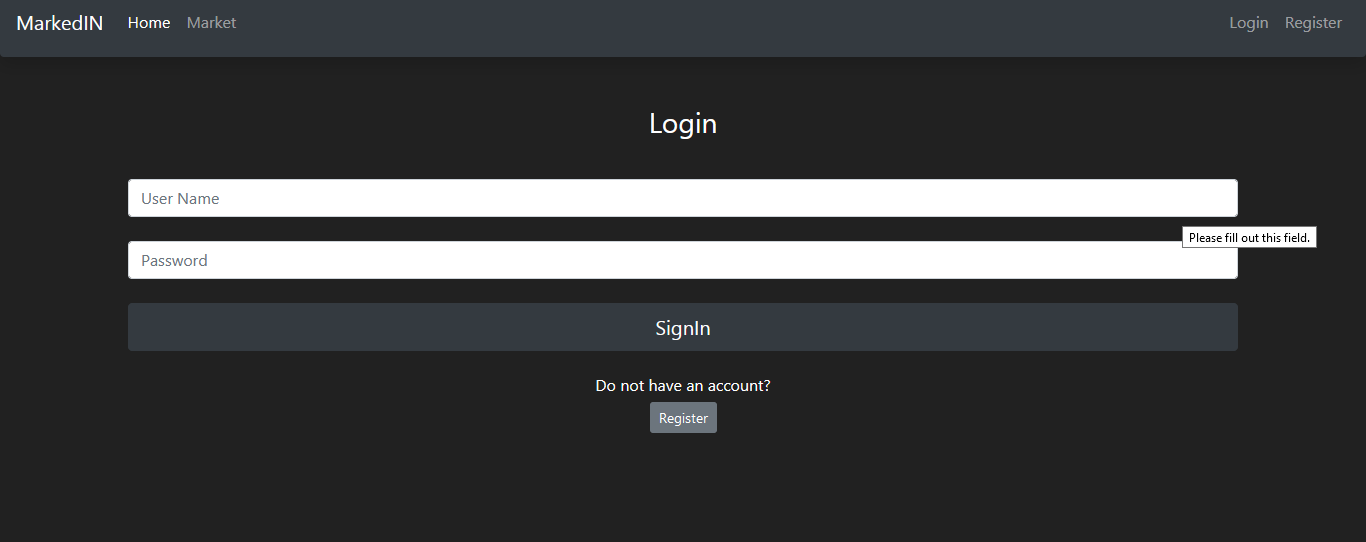 MarkedIN Home Market Login Register
Login
User Name
Please fill out this field.
Password
SignIn
Do not have an account?
Register